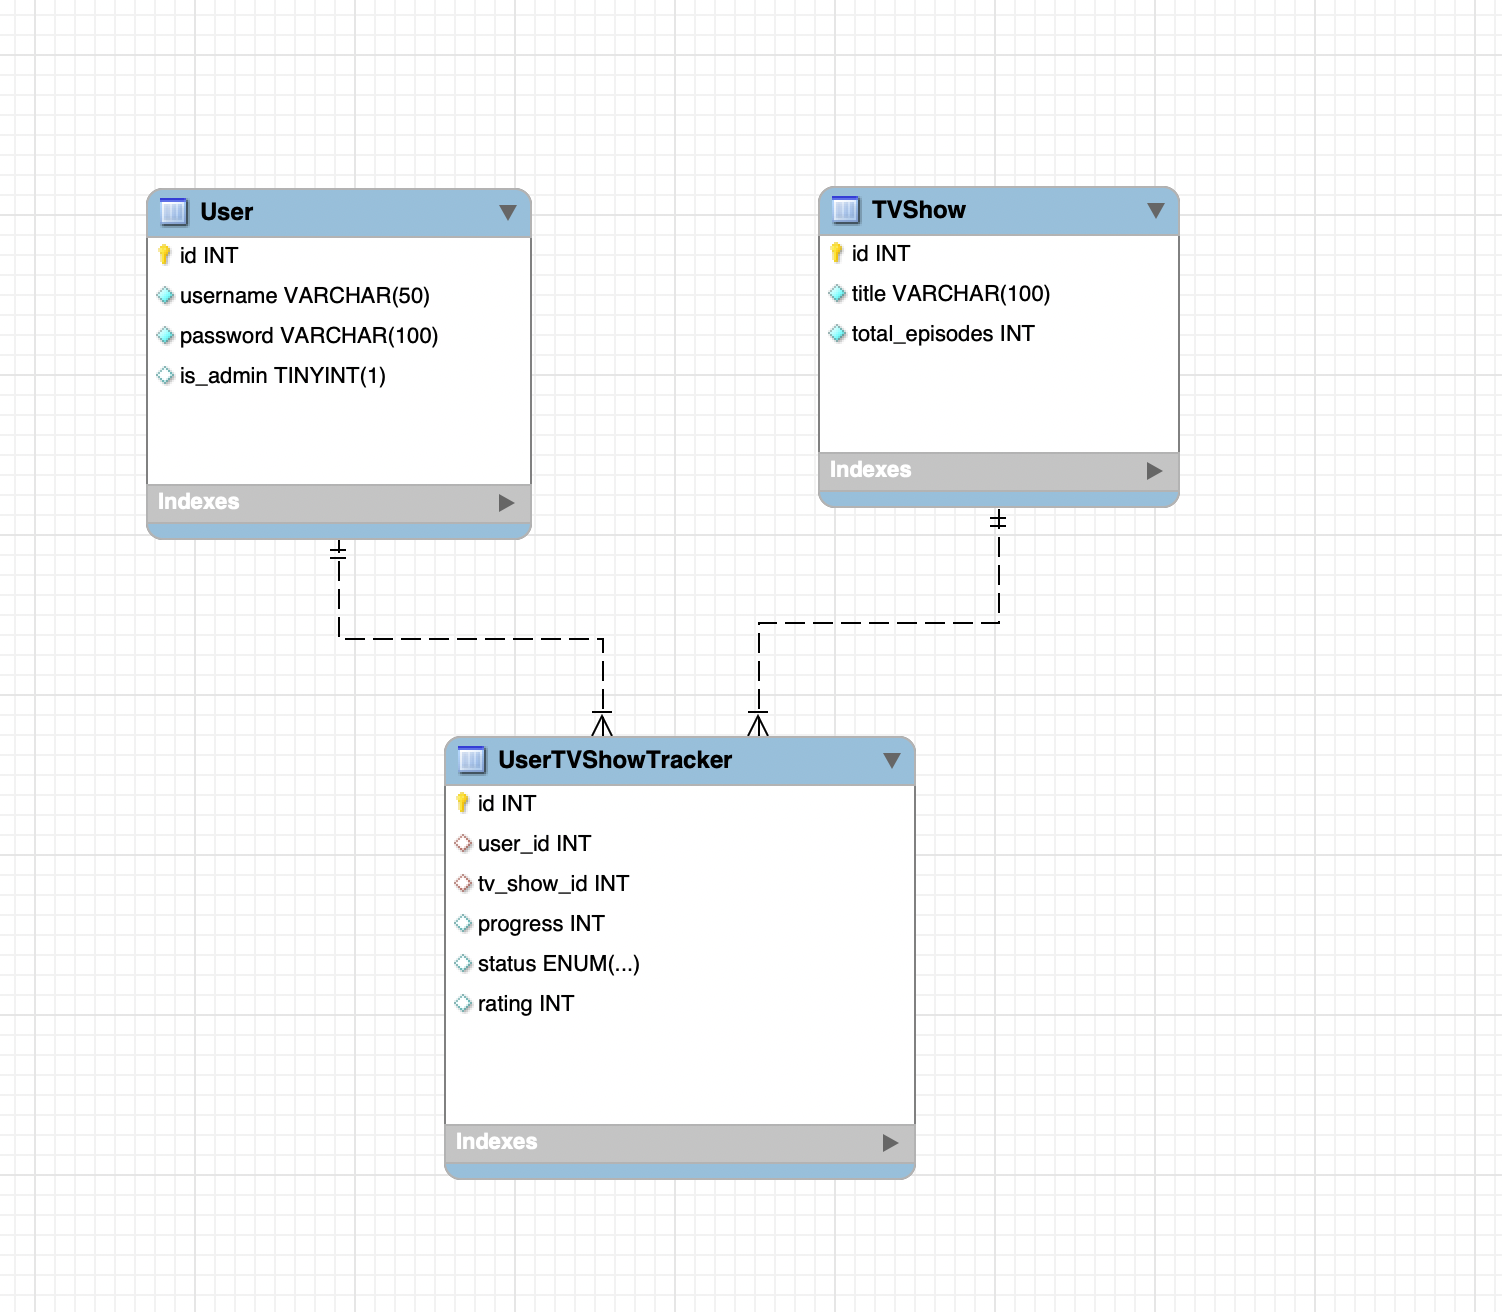 User
id INT
username VARCHAR(50)
password VARCHAR(100)
is_admin TINYINT(1)
Indexes
TVShow
id INT
title VARCHAR(100)
total_episodes INT
Indexes
UserTVShowTracker
id INT
user_id INT
tv_show_id INT
progress INT
status ENUM(...)
rating INT
Indexes